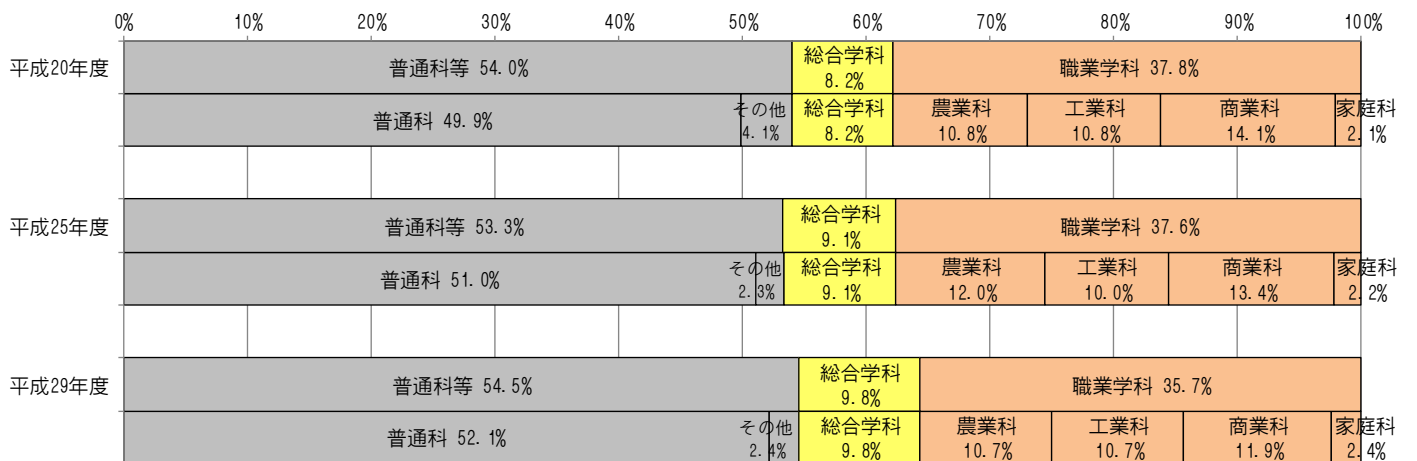 0% 10% 20% 30% 40% 50% 60% 70% 80% 90% 100%
平成20年度
普通科等 54.0%
総合学科
8.2%
職業学科 37.8%
普通科 49.9%
その他
4.1%
総合学科
8.2%
農業科
10.8%
工業科
10.8%
商業科
14.1%
家庭科
2.1%
平成25年度
普通科等 53.3%
総合学科
9.1%
職業学科 37.6%
普通科 51.0%
その他
2.3%
総合学科
9.1%
農業科
12.0%
工業科
10.0%
商業科
13.4%
家庭科
2.2%
平成29年度
普通科等 54.5%
総合学科
9.8%
職業学科 35.7%
普通科 52.1%
その他
2.4%
総合学科
9.8%
農業科
10.7%
工業科
10.7%
商業科
11.9%
家庭科
2.4%